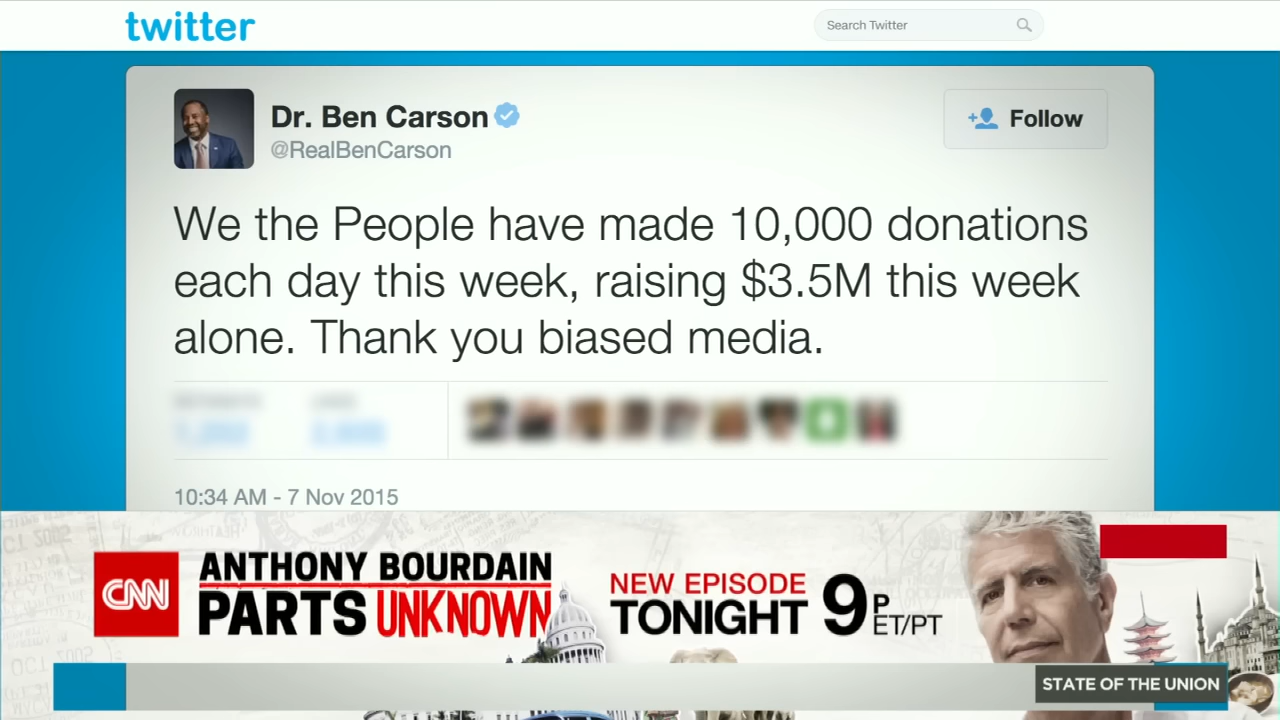 twitter
Search Twitter
Dr. Ben Carson
@RealBenCarson
Follow
We the People have made 10,000 donations
each day this week, raising $3.5M this week
alone. Thank you biased media.
10:34 AM - 7 Nov 2015
CNN
ANTHONY BOURDAIN
PARTS UNKNOWN
NEW EPISODE
TONIGHT 9P ET/PT
STATE OF THE UNION